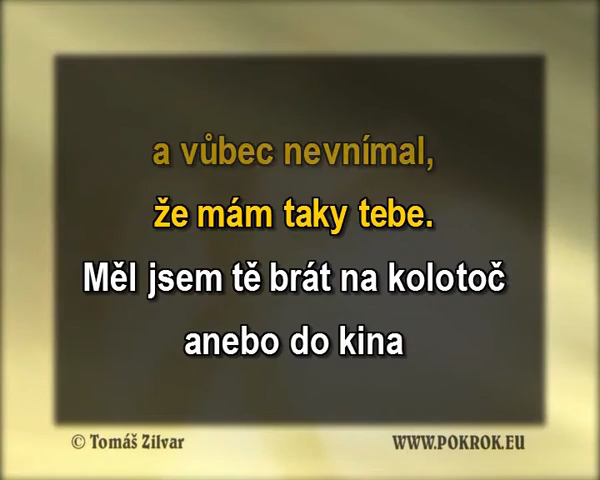 a vůbec nevnímal,
že mám taky tebe.
Měl jsem tě brát na kolotoč
anebo do kina
© Tomáš Zilvar
WWW.POKROK.EU